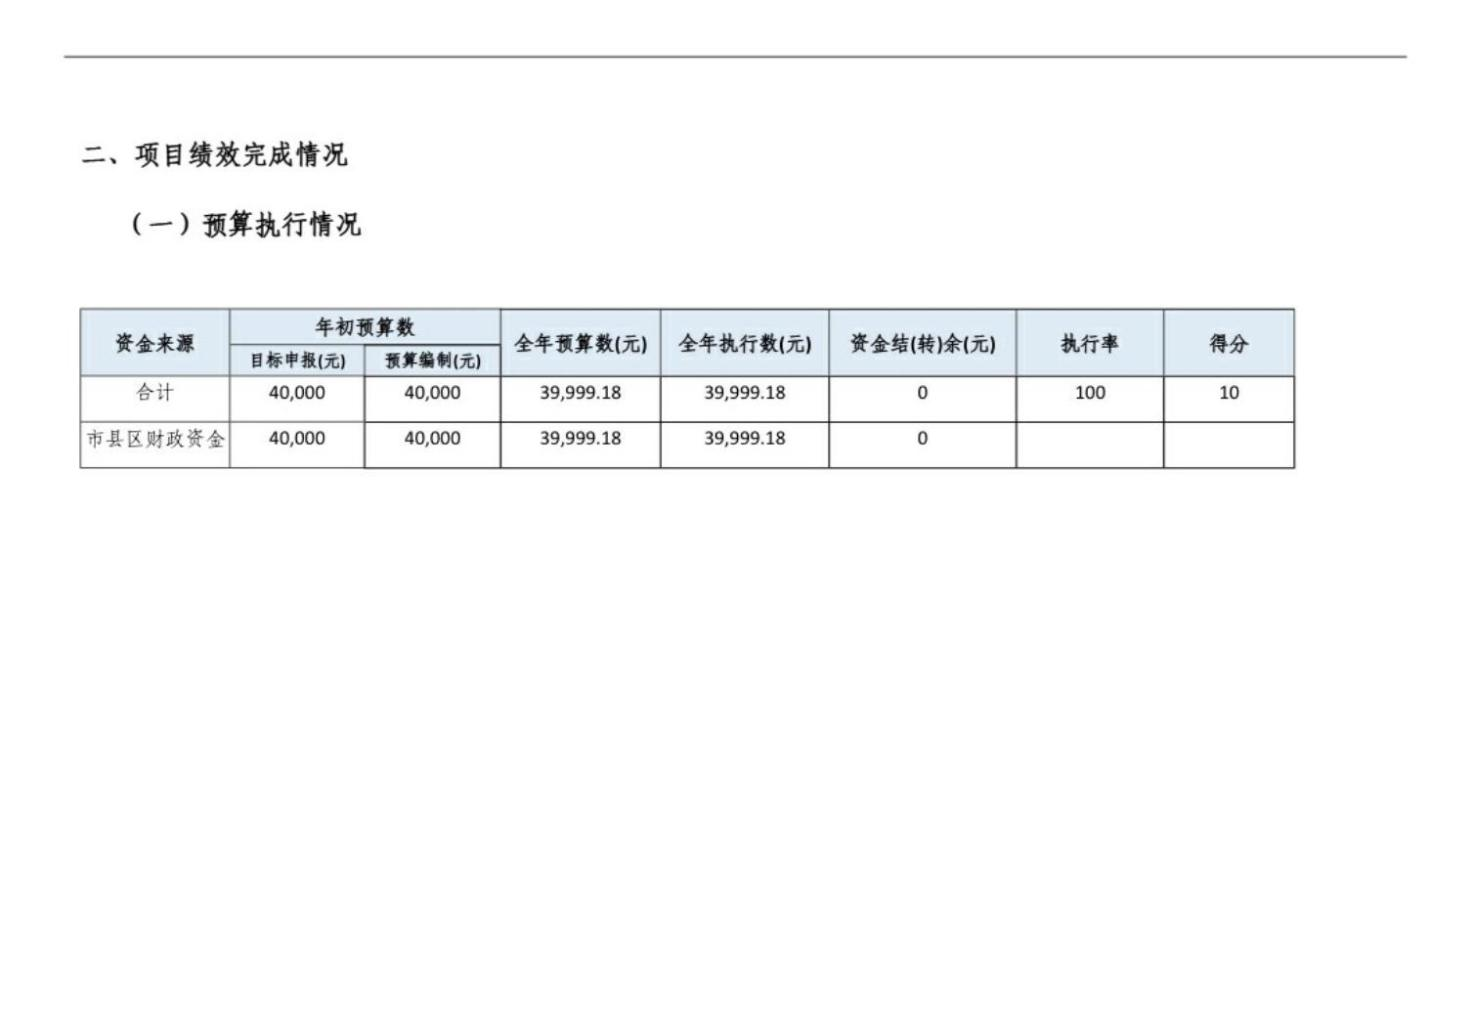 二、项目绩效完成情况
（一）预算执行情况
资金来源 年初预算数 全年预算数(元) 全年执行数(元) 资金结(转)余(元) 执行率 得分
目标申报(元) 预算编制(元)
合计 40,000 40,000 39,999.18 39,999.18 0 100 10
市县区财政资金 40,000 40,000 39,999.18 39,999.18 0